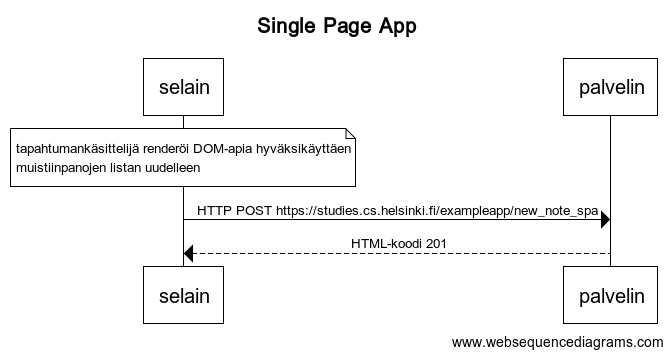 Single Page App
selain
palvelin
tapahtumankäsittelijä renderöi DOM-apia hyväksikäyttäen
muistiinpanojen listan uudelleen
HTTP POST https://studies.cs.helsinki.fi/exampleapp/new_note_spa
HTML-koodi 201
selain
palvelin
www.websequencediagrams.com